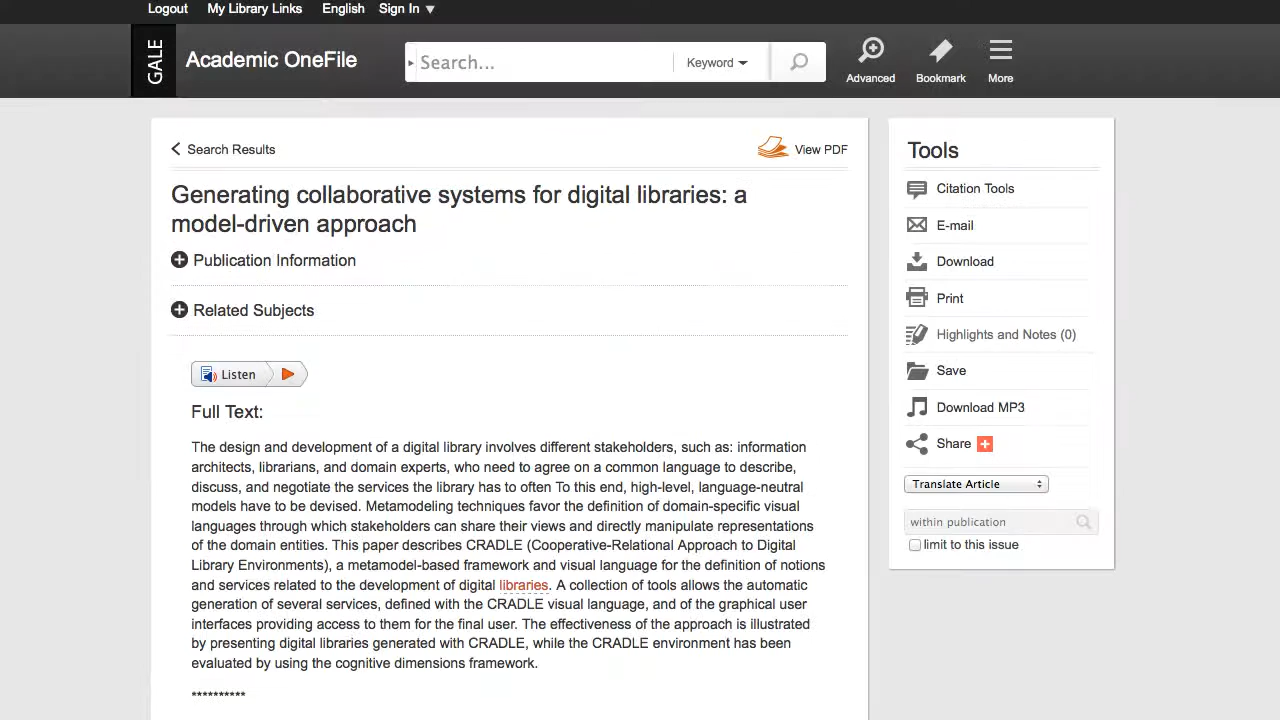 Logout My Library Links English Sign In
GALE Academic OneFile Search... Keyword Advanced Bookmark More
Search Results View PDF
Generating collaborative systems for digital libraries: a
model-driven approach
Publication Information
Related Subjects
Listen
Full Text:
The design and development of a digital library involves different stakeholders, such as: information
architects, librarians, and domain experts, who need to agree on a common language to describe,
discuss, and negotiate the services the library has to often To this end, high-level, language-neutral
models have to be devised. Metamodeling techniques favor the definition of domain-specific visual
languages through which stakeholders can share their views and directly manipulate representations
of the domain entities. This paper describes CRADLE (Cooperative-Relational Approach to Digital
Library Environments), a metamodel-based framework and visual language for the definition of notions
and services related to the development of digital libraries. A collection of tools allows the automatic
generation of several services, defined with the CRADLE visual language, and of the graphical user
interfaces providing access to them for the final user. The effectiveness of the approach is illustrated
by presenting digital libraries generated with CRADLE, while the CRADLE environment has been
evaluated by using the cognitive dimensions framework.
**********
Tools
Citation Tools
E-mail
Download
Print
Highlights and Notes (0)
Save
Download MP3
Share
Translate Article
within publication
limit to this issue